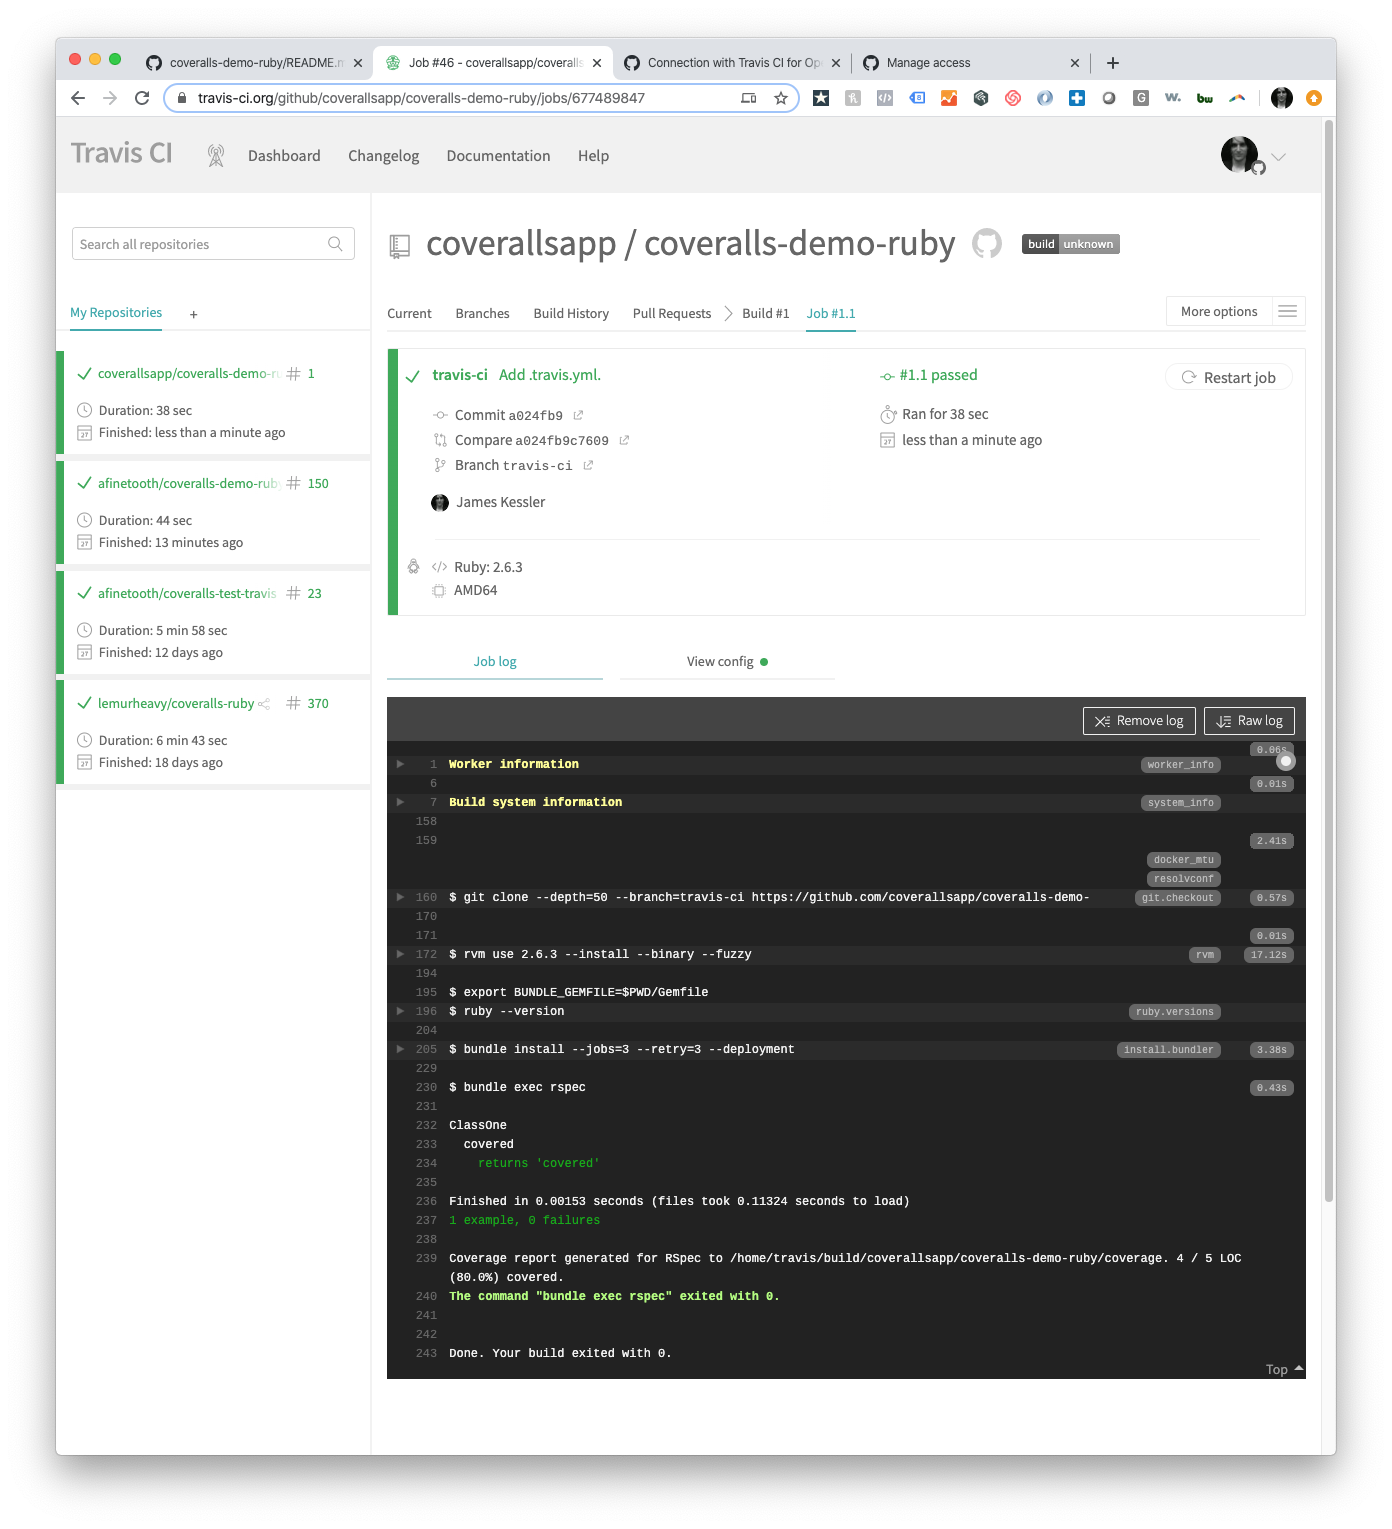 coveralls-demo-ruby/README.m
Job #46 - coverallsapp/coveralls
Connection with Travis CI for Ope
Manage access
travis-ci.org/github/coverallsapp/coveralls-demo-ruby/jobs/677489847
Travis CI
Dashboard
Changelog
Documentation
Help
Search all repositories
My Repositories +
coverallsapp/coveralls-demo-ru # 1
Duration: 38 sec
Finished: less than a minute ago
afinetooth/coveralls-demo-ruby # 150
Duration: 44 sec
Finished: 13 minutes ago
afinetooth/coveralls-test-travis # 23
Duration: 5 min 58 sec
Finished: 12 days ago
lemurheavy/coveralls-ruby # 370
Duration: 6 min 43 sec
Finished: 18 days ago
coverallsapp / coveralls-demo-ruby
build unknown
Current Branches Build History Pull Requests Build #1 Job #1.1
More options
travis-ci Add .travis.yml.
#1.1 passed
Restart job
Commit a024fb9
Ran for 38 sec
Compare a024fb9c7609
less than a minute ago
Branch travis-ci
James Kessler
Ruby: 2.6.3
AMD64
Job log
View config
Remove log
Raw log
0.06s
1 Worker information worker_info
6 0.01s
7 Build system information system_info
158
159 2.41s
docker_mtu
resolvconf
160 $ git clone --depth=50 --branch=travis-ci https://github.com/coverallsapp/coveralls-demo- git.checkout 0.57s
170
171 0.01s
172 $ rvm use 2.6.3 --install --binary --fuzzy rvm 17.12s
194
195 $ export BUNDLE_GEMFILE=$PWD/Gemfile
196 $ ruby --version ruby.versions
204
205 $ bundle install --jobs=3 --retry=3 --deployment install.bundler 3.38s
229
230 $ bundle exec rspec 0.43s
231
232 ClassOne
233 covered
234 returns 'covered'
235
236 Finished in 0.00153 seconds (files took 0.11324 seconds to load)
237 1 example, 0 failures
238
239 Coverage report generated for RSpec to /home/travis/build/coverallsapp/coveralls-demo-ruby/coverage. 4 / 5 LOC
(80.0%) covered.
240 The command "bundle exec rspec" exited with 0.
241
242
243 Done. Your build exited with 0.
Top